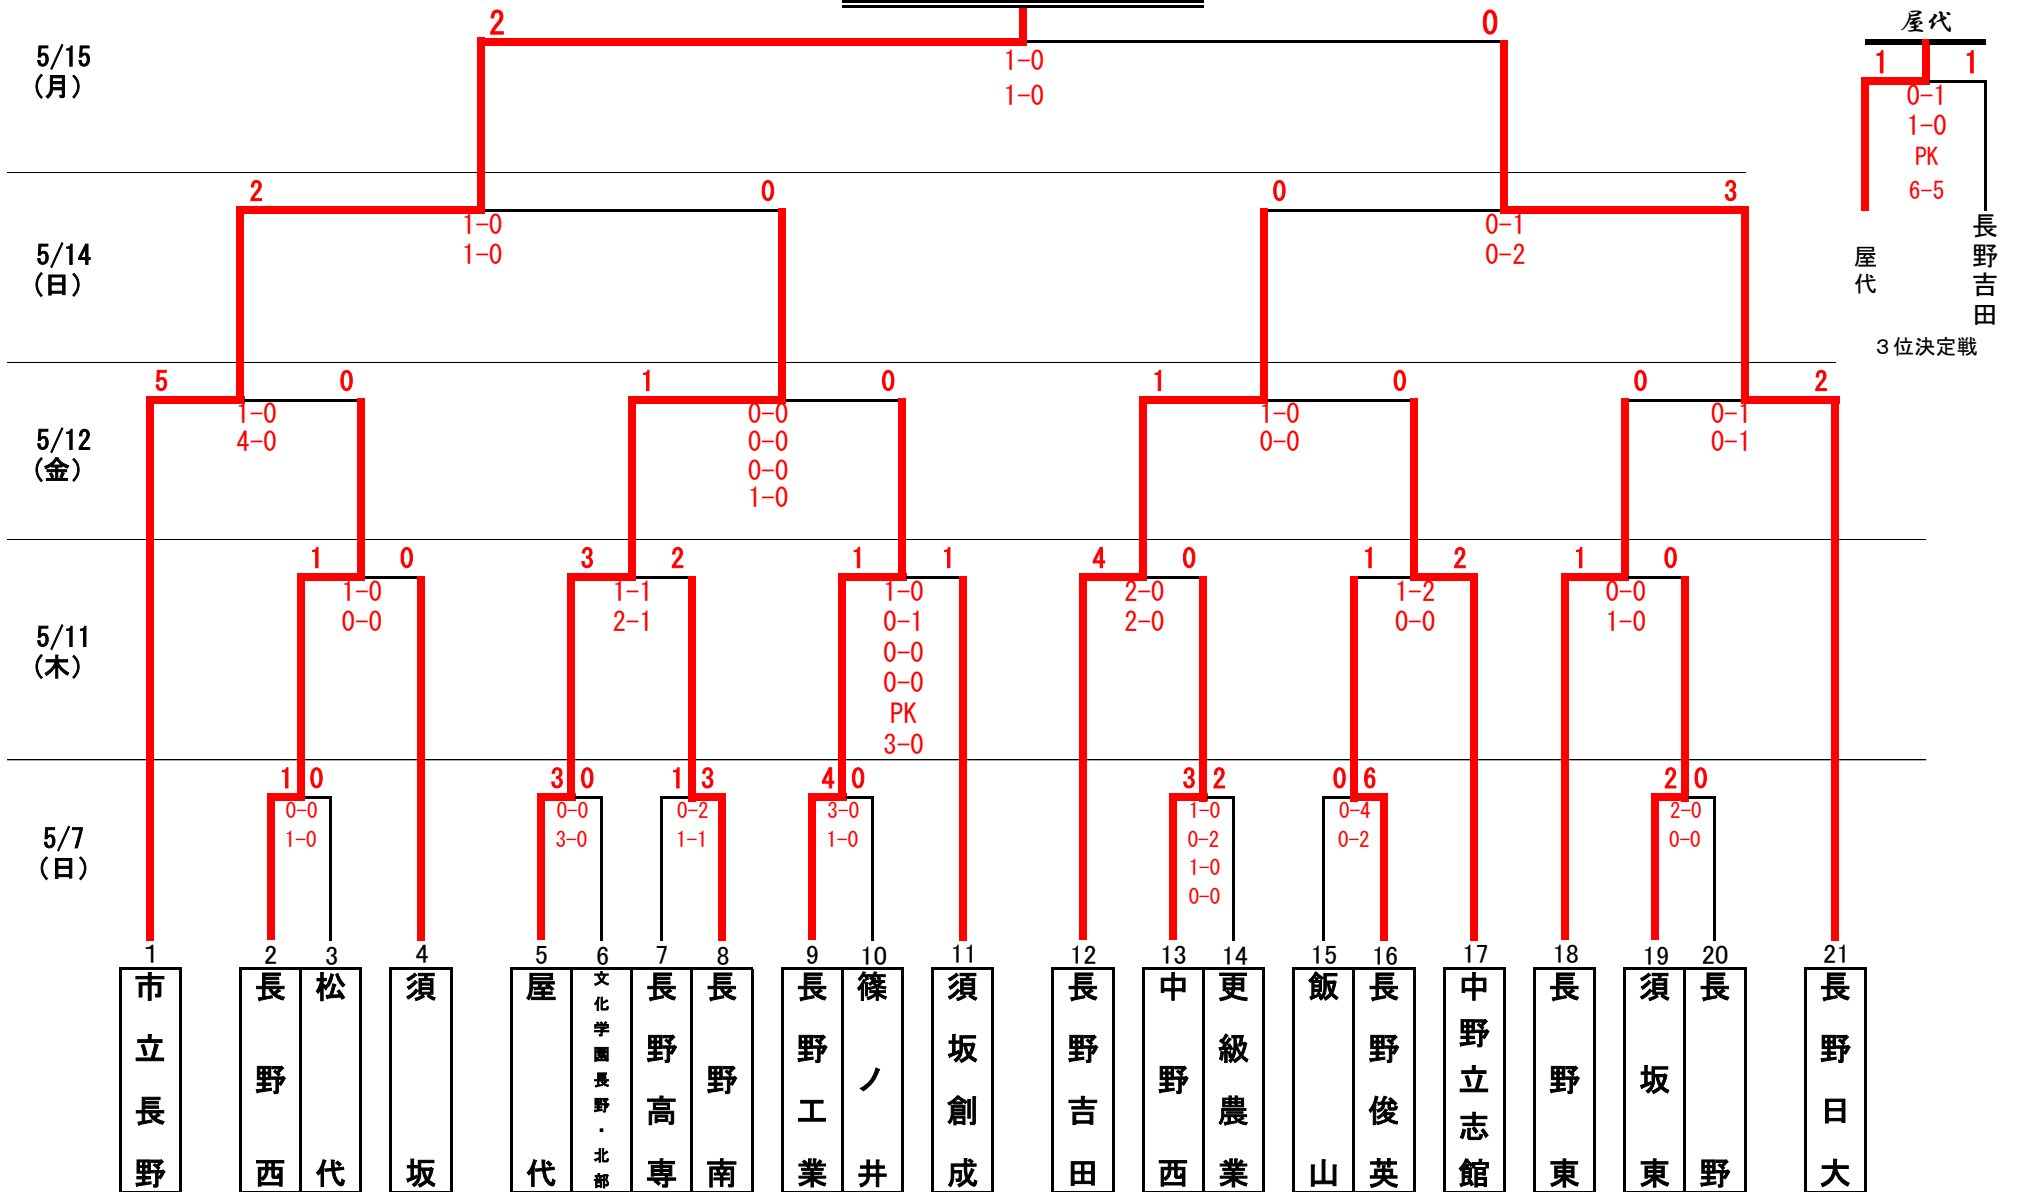 2 0
5/15
(月)
1-0
1-0
屋代
1 1
0-1
1-0
PK
6-5
屋代
長野吉田
３位決定戦
2 0 0 3
5/14
(日)
1-0 0-1
1-0 0-2
5 0 1 0 1 0 0 2
5/12
(金)
1-0 0-0 1-0 0-1
4-0 0-0 0-0 0-1
0-0
1-0
1 0 3 2 1 1 4 0 1 2 1 0
5/11
(木)
1-0 1-1 1-0 2-0 1-2 0-0
0-0 2-1 0-1 2-0 0-0 1-0
0-0
0-0
PK
3-0
1 0 3 0 1 3 4 0 3 2 0 6 2 0
5/7
(日)
0-0 0-0 0-2 3-0 1-0 0-4 2-0
1-0 3-0 1-1 1-0 0-2 0-2 0-0
1-0
0-0
1 2 3 4 5 6 7 8 9 10 11 12 13 14 15 16 17 18 19 20 21
市立長野
長野西
松代
須坂
屋代
文化学園長野・北部
長野高専
長野南
長野工業
篠ノ井
須坂創成
長野吉田
中野西
更級農業
飯山
長野俊英
中野立志館
長野東
須坂東
長野
長野日大